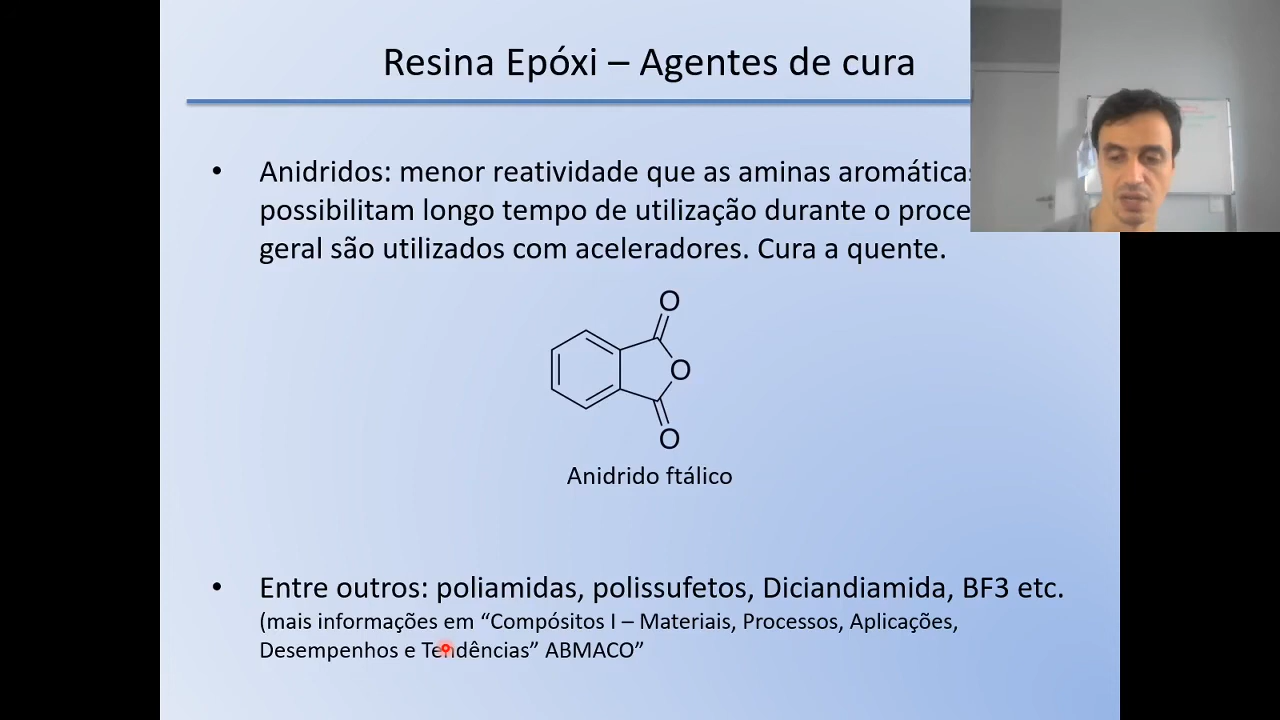 Resina Epóxi – Agentes de cura
• Anidridos: menor reatividade que as aminas aromáticas
possibilitam longo tempo de utilização durante o
geral são utilizados com aceleradores. Cura a quente.
O
O
O
Anidrido ftálico
• Entre outros: poliamidas, polissufetos, Diciandiamida, BF3 etc.
(mais informações em “Compósitos I – Materiais, Processos, Aplicações,
Desempenhos e Tendências” ABMACO”